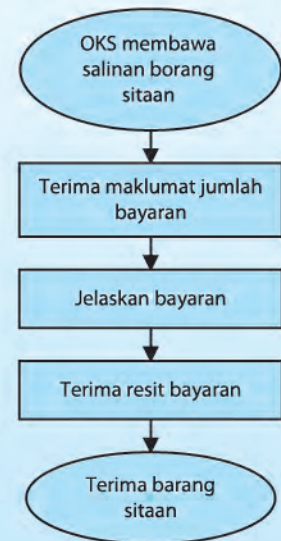 OKS membawa
salinan borang
sitaan
Terima maklumat jumlah
bayaran
Jelaskan bayaran
Terima resit bayaran
Terima barang
sitaan